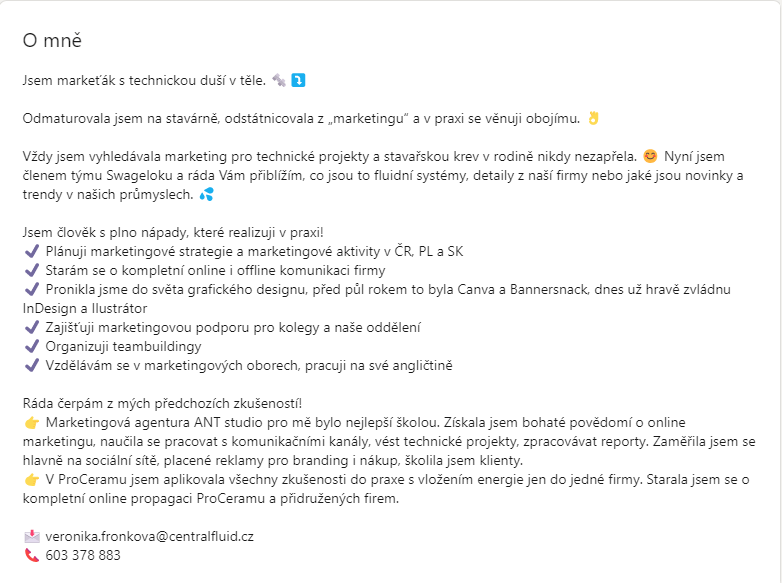 O mně
Jsem markeťák s technickou duší v těle. 🔩 ⤵️
Odmaturovala jsem na stavárně, odstátnicovala z „marketingu“ a v praxi se věnuji obojímu. 👌
Vždy jsem vyhledávala marketing pro technické projekty a stavařskou krev v rodině nikdy nezapřela. 😊 Nyní jsem
členem týmu Swageloku a ráda Vám přiblížím, co jsou to fluidní systémy, detaily z naší firmy nebo jaké jsou novinky a
trendy v našich průmyslech. 💦
Jsem člověk s plno nápady, které realizuji v praxi!
✔ Plánuji marketingové strategie a marketingové aktivity v ČR, PL a SK
✔ Starám se o kompletní online i offline komunikaci firmy
✔ Pronikla jsme do světa grafického designu, před půl rokem to byla Canva a Bannersnack, dnes už hravě zvládnu
InDesign a Ilustrátor
✔ Zajišťuji marketingovou podporu pro kolegy a naše oddělení
✔ Organizuji teambuildingy
✔ Vzdělávám se v marketingových oborech, pracuji na své angličtině
Ráda čerpám z mých předchozích zkušeností!
👉 Marketingová agentura ANT studio pro mě bylo nejlepší školou. Získala jsem bohaté povědomí o online
marketingu, naučila se pracovat s komunikačními kanály, vést technické projekty, zpracovávat reporty. Zaměřila jsem se
hlavně na sociální sítě, placené reklamy pro branding i nákup, školila jsem klienty.
👉 V ProCeramu jsem aplikovala všechny zkušenosti do praxe s vložením energie jen do jedné firmy. Starala jsem se o
kompletní online propagaci ProCeramu a přidružených firem.
📩 veronika.fronkova@centralfluid.cz
📞 603 378 883